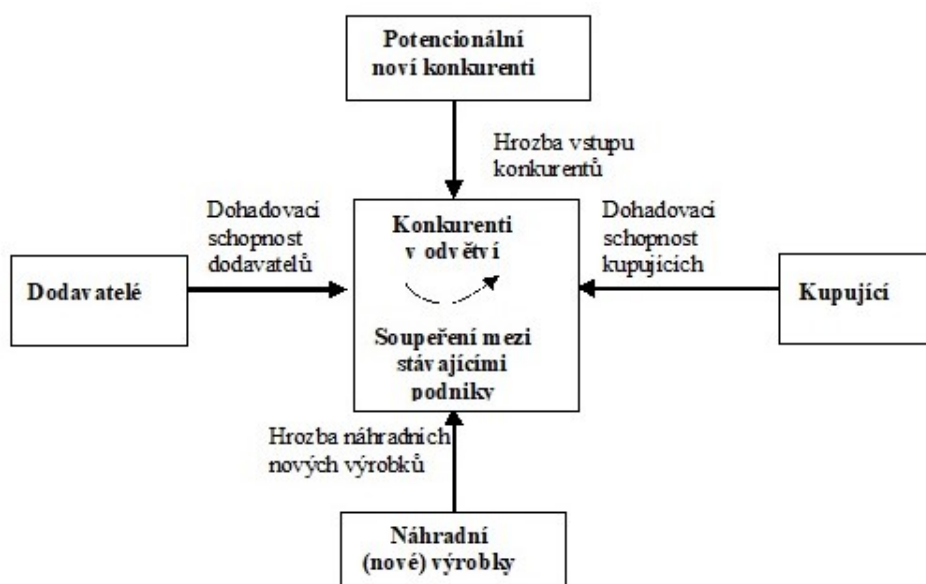 Potencionální
noví konkurenti
Hrozba vstupu
konkurentů
Dohadovací
schopnost
dodavatelů
Konkurenti
v odvětví
Dohadovací
schopnost
kupujících
Dodavatelé
Kupující
Soupeření mezi
stávajícími
podniky
Hrozba náhradních
nových výrobků
Náhradní
(nové) výrobky